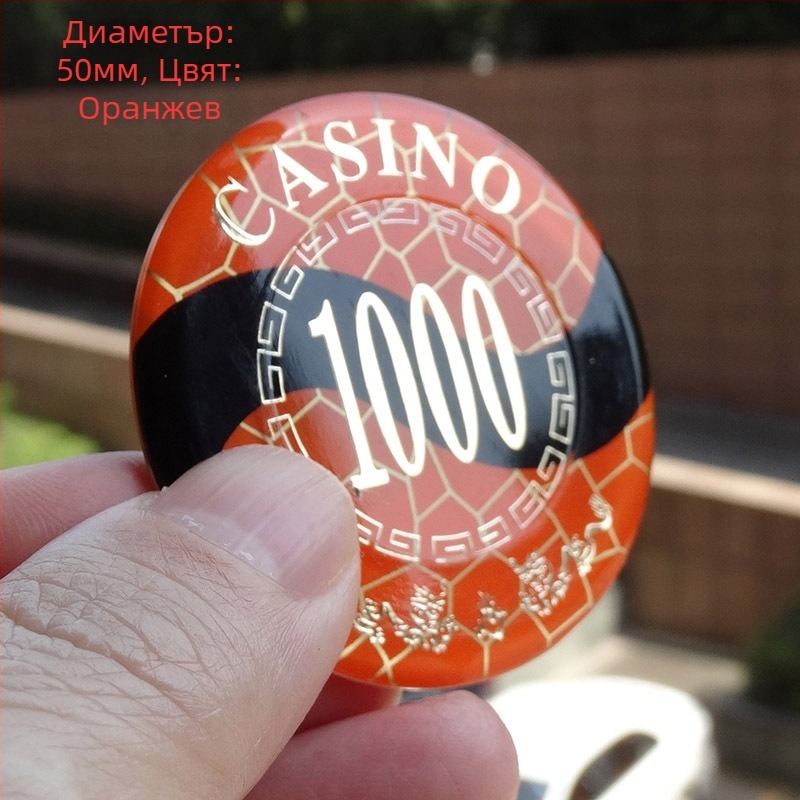 Диаметър:
50мм, Цвят:
Оранжев
CASINO
1000